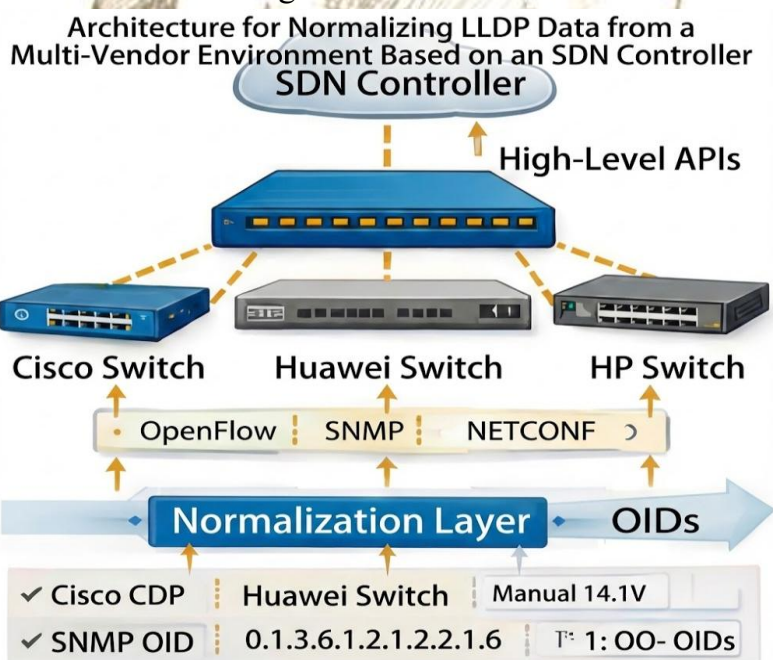 Architecture for Normalizing LLDP Data from a
Multi-Vendor Environment Based on an SDN Controller
SDN Controller
High-Level APIs
Cisco Switch Huawei Switch HP Switch
OpenFlow SNMP NETCONF
Normalization Layer OIDs
✓ Cisco CDP Huawei Switch Manual 14.1V
✓ SNMP OID 0.1.3.6.1.2.1.2.2.1.6 1: OO- OIDs